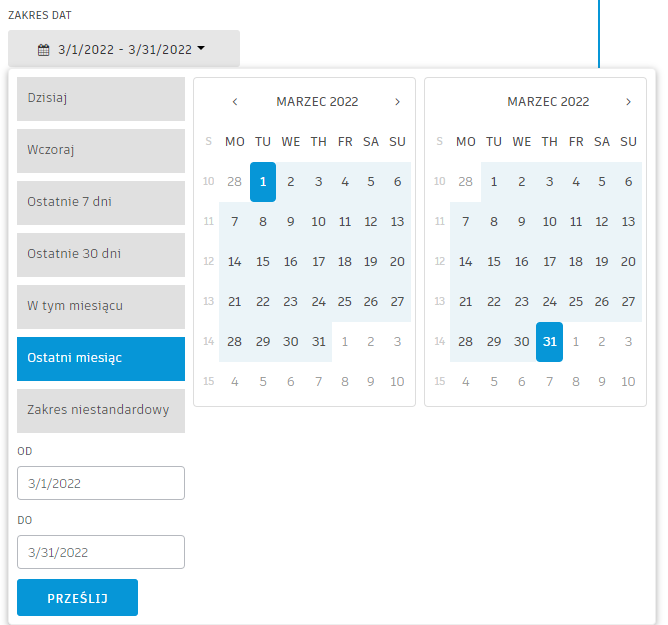 ZAKRES DAT
3/1/2022 - 3/31/2022
Dzisiaj
Wczoraj
Ostatnie 7 dni
Ostatnie 30 dni
W tym miesiącu
Ostatni miesiąc
Zakres niestandardowy
OD
3/1/2022
DO
3/31/2022
PRZEŚLIJ
‹ MARZEC 2022 ›
S MO TU WE TH FR SA SU
10 28 1 2 3 4 5 6
11 7 8 9 10 11 12 13
12 14 15 16 17 18 19 20
13 21 22 23 24 25 26 27
14 28 29 30 31 1 2 3
15 4 5 6 7 8 9 10
MARZEC 2022 ›
S MO TU WE TH FR SA SU
10 28 1 2 3 4 5 6
11 7 8 9 10 11 12 13
12 14 15 16 17 18 19 20
13 21 22 23 24 25 26 27
14 28 29 30 31 1 2 3
15 4 5 6 7 8 9 10